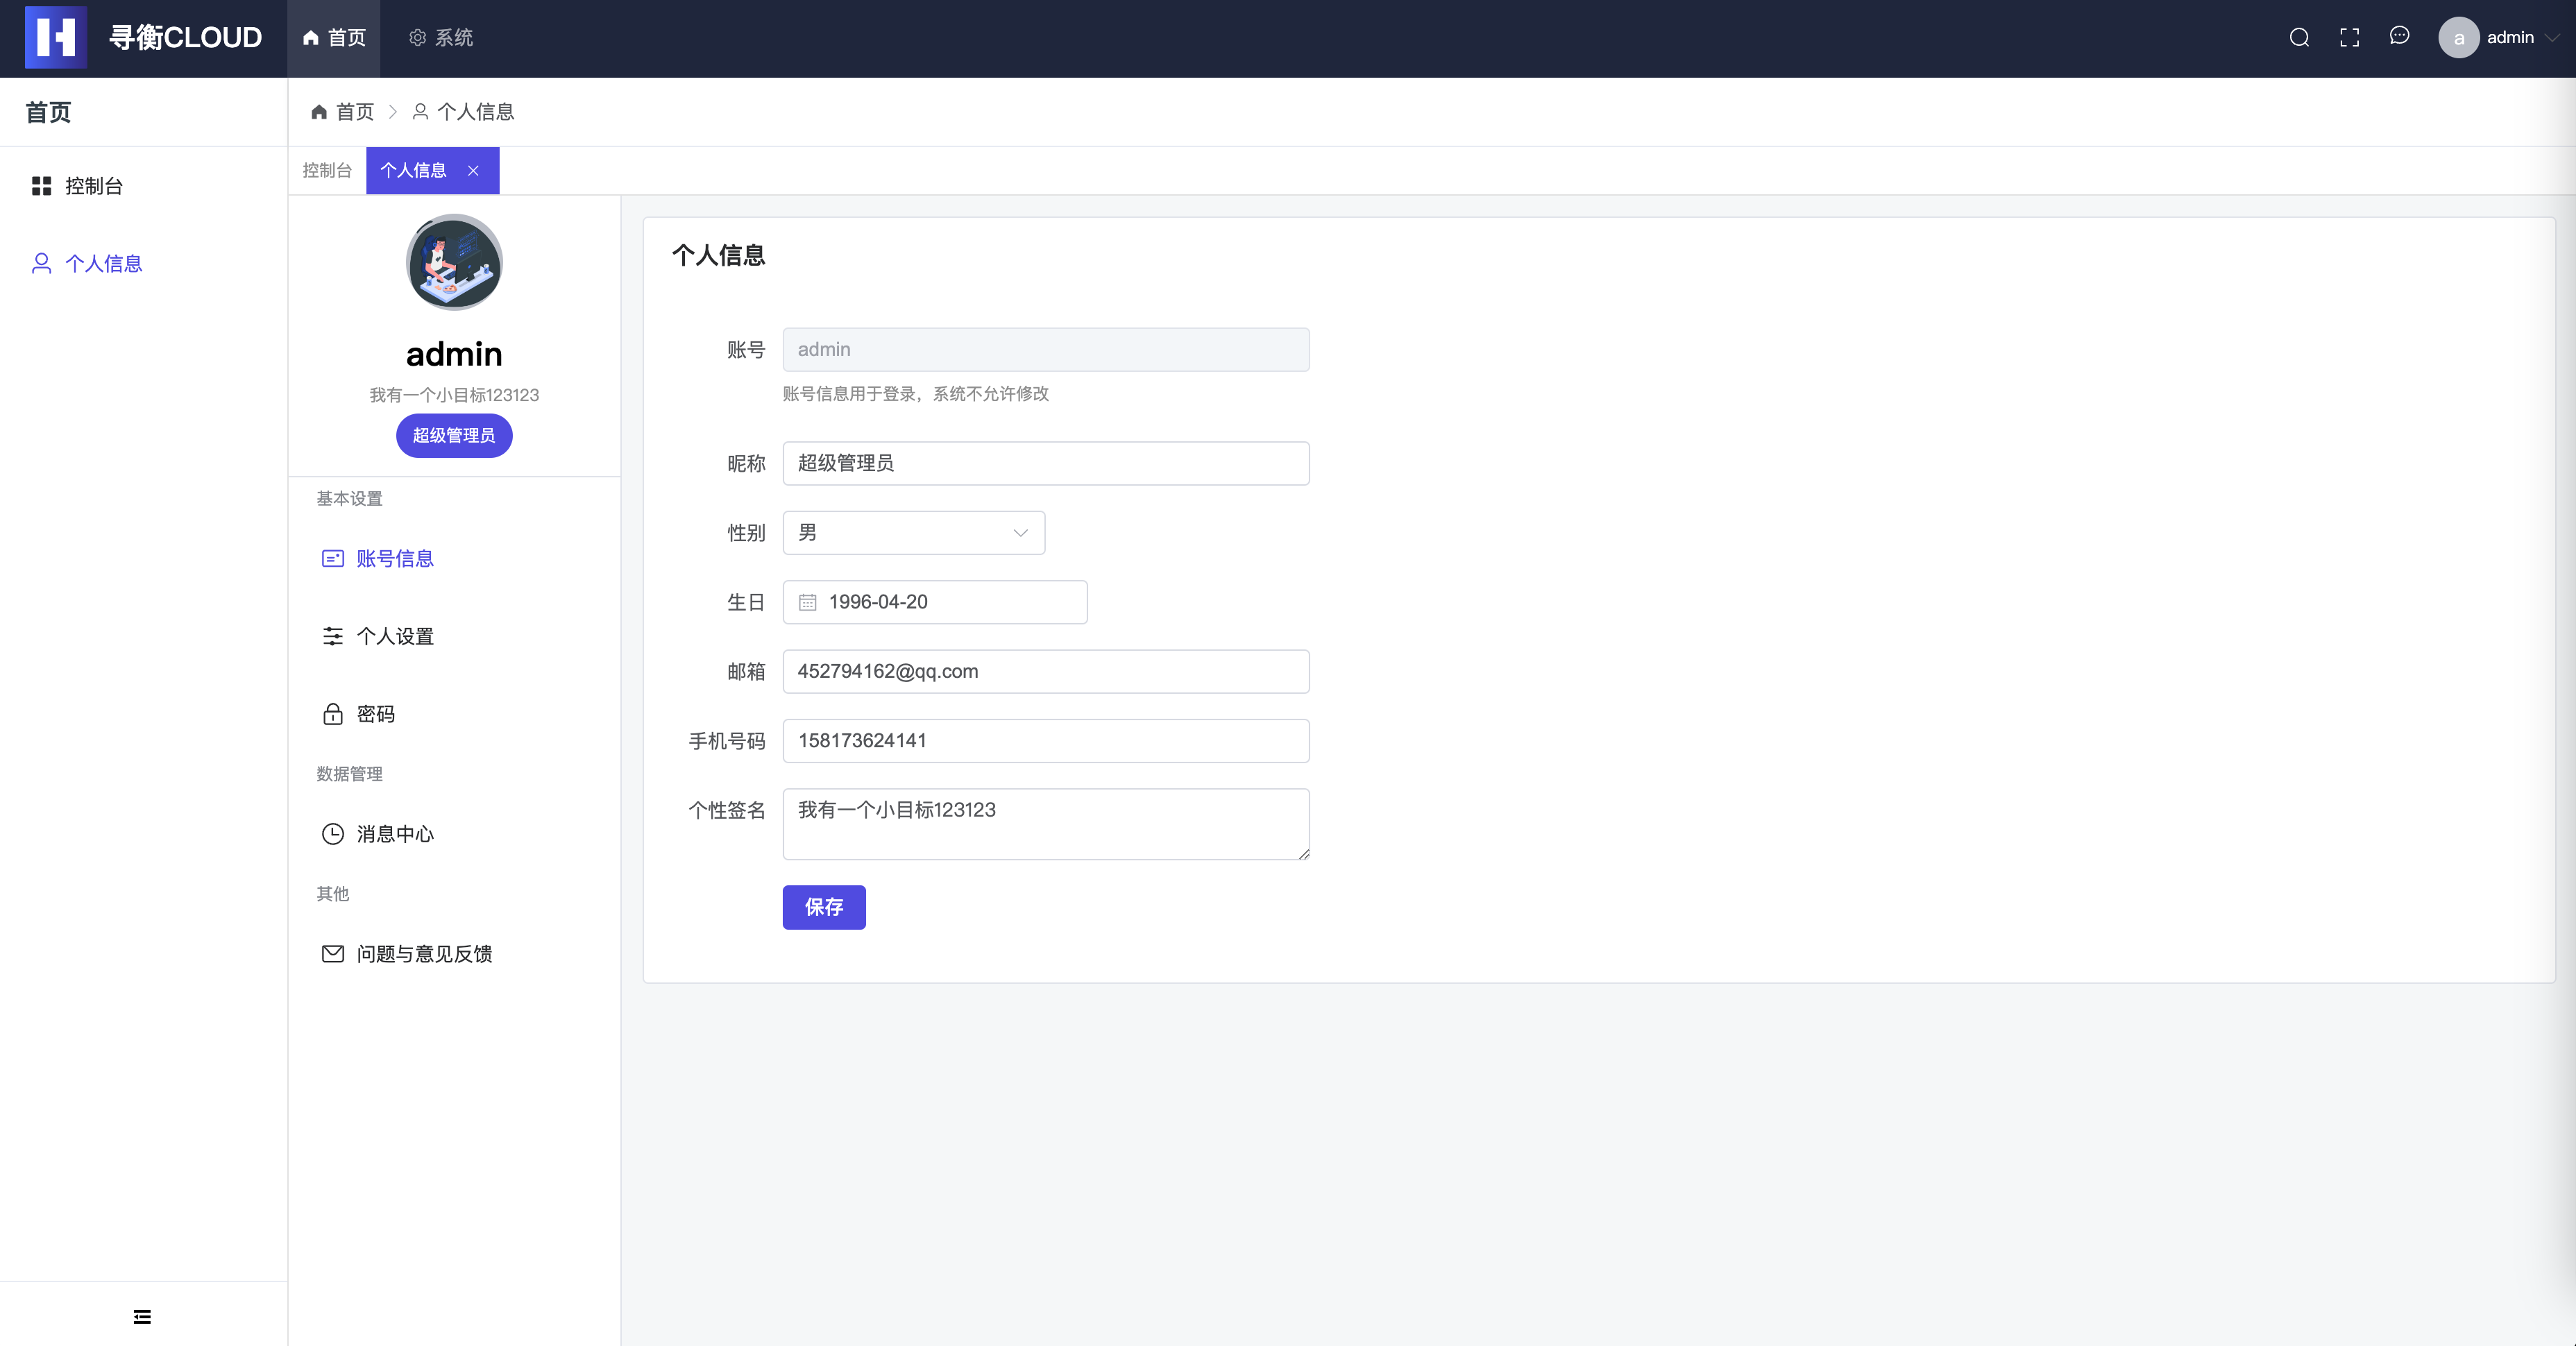 寻衡CLOUD
首页
系统
a
admin
首页
首页
个人信息
控制台
个人信息
控制台
个人信息
admin
我有一个小目标123123
超级管理员
基本设置
账号信息
个人设置
密码
数据管理
消息中心
其他
问题与意见反馈
个人信息
账号
admin
账号信息用于登录，系统不允许修改
昵称
超级管理员
性别
男
生日
1996-04-20
邮箱
452794162@qq.com
手机号码
158173624141
个性签名
我有一个小目标123123
保存